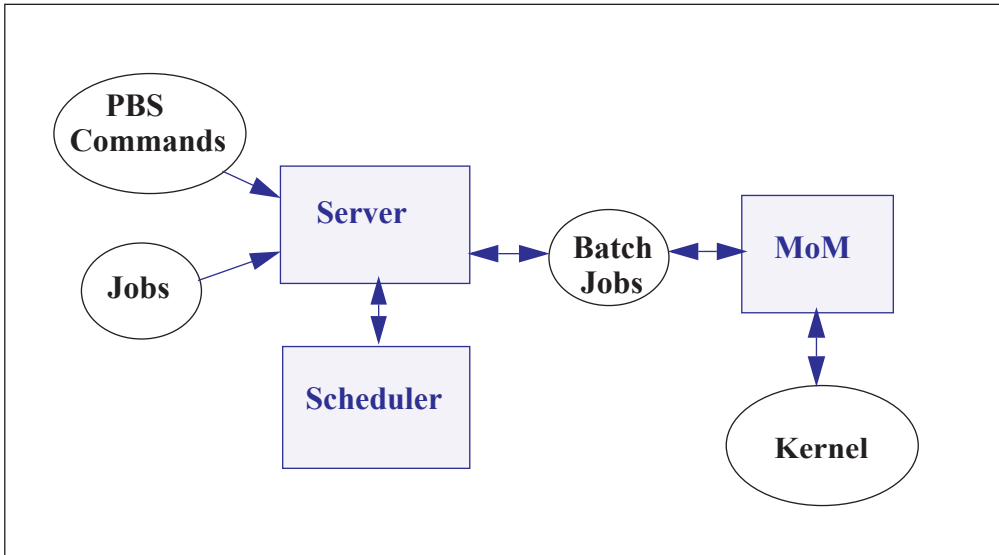 PBS
Commands
Server
Jobs
Batch
Jobs
MoM
Scheduler
Kernel